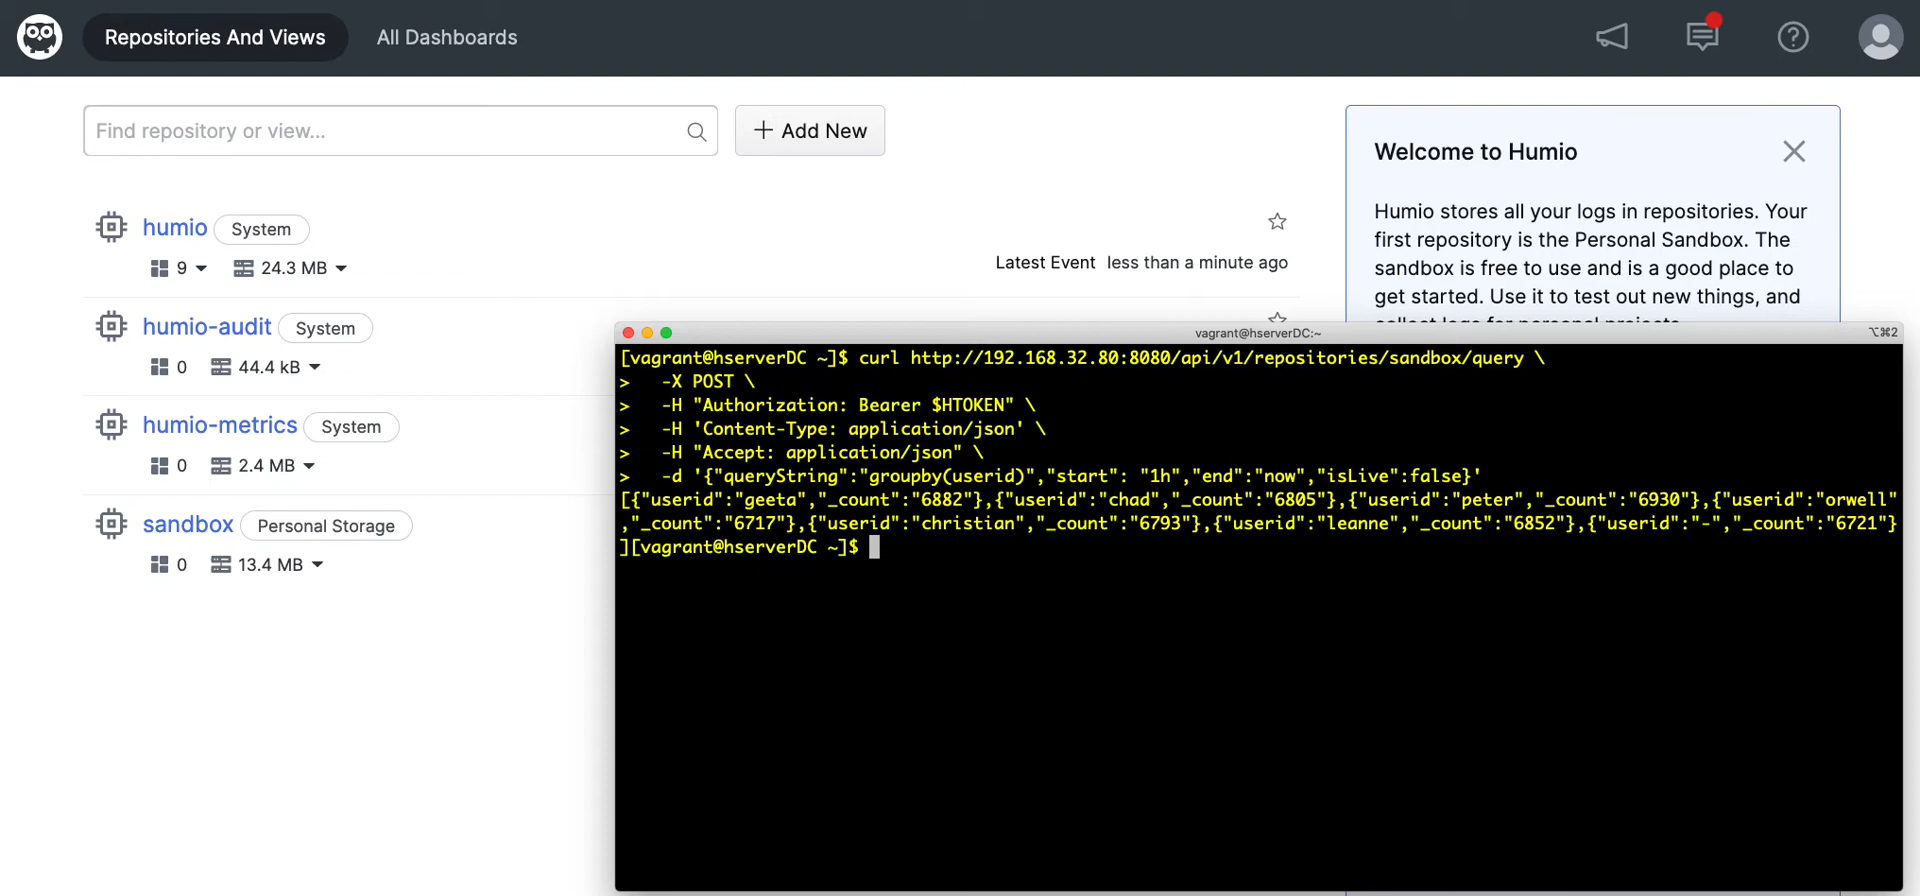 Repositories And Views
All Dashboards
Find repository or view...
+ Add New
Welcome to Humio
Humio stores all your logs in repositories. Your
first repository is the Personal Sandbox. The
sandbox is free to use and is a good place to
get started. Use it to test out new things, and
humio System
9 24.3 MB
Latest Event less than a minute ago
humio-audit System
0 44.4 kB
humio-metrics System
0 2.4 MB
sandbox Personal Storage
0 13.4 MB
vagrant@hserverDC:~
⌥⌘2
[vagrant@hserverDC ~]$ curl http://192.168.32.80:8080/api/v1/repositories/sandbox/query \
>   -X POST \
>   -H "Authorization: Bearer $HTOKEN" \
>   -H 'Content-Type: application/json' \
>   -H "Accept: application/json" \
>   -d '{"queryString":"groupby(userid)","start": "1h","end":"now","isLive":false}'
[{"userid":"geeta","_count":"6882"},{"userid":"chad","_count":"6805"},{"userid":"peter","_count":"6930"},{"userid":"orwell"
,"_count":"6717"},{"userid":"christian","_count":"6793"},{"userid":"leanne","_count":"6852"},{"userid":"-","_count":"6721"}
][vagrant@hserverDC ~]$